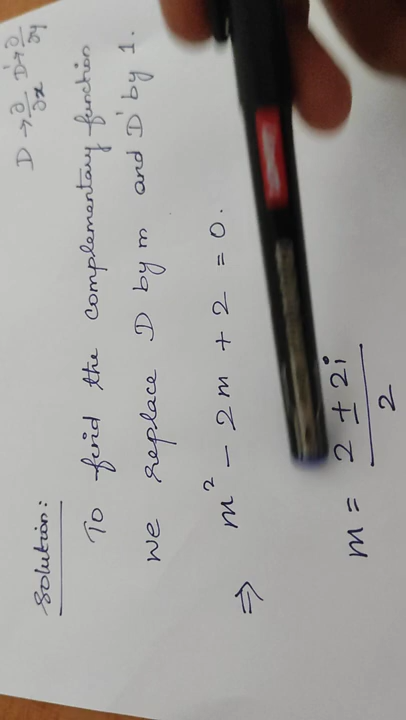 D → ∂/∂x D' → ∂/∂y
Solution:
To find the complementary function
we replace D by m and D' by 1.
⇒ m² - 2m + 2 = 0.
m = (2 ± 2i)/2